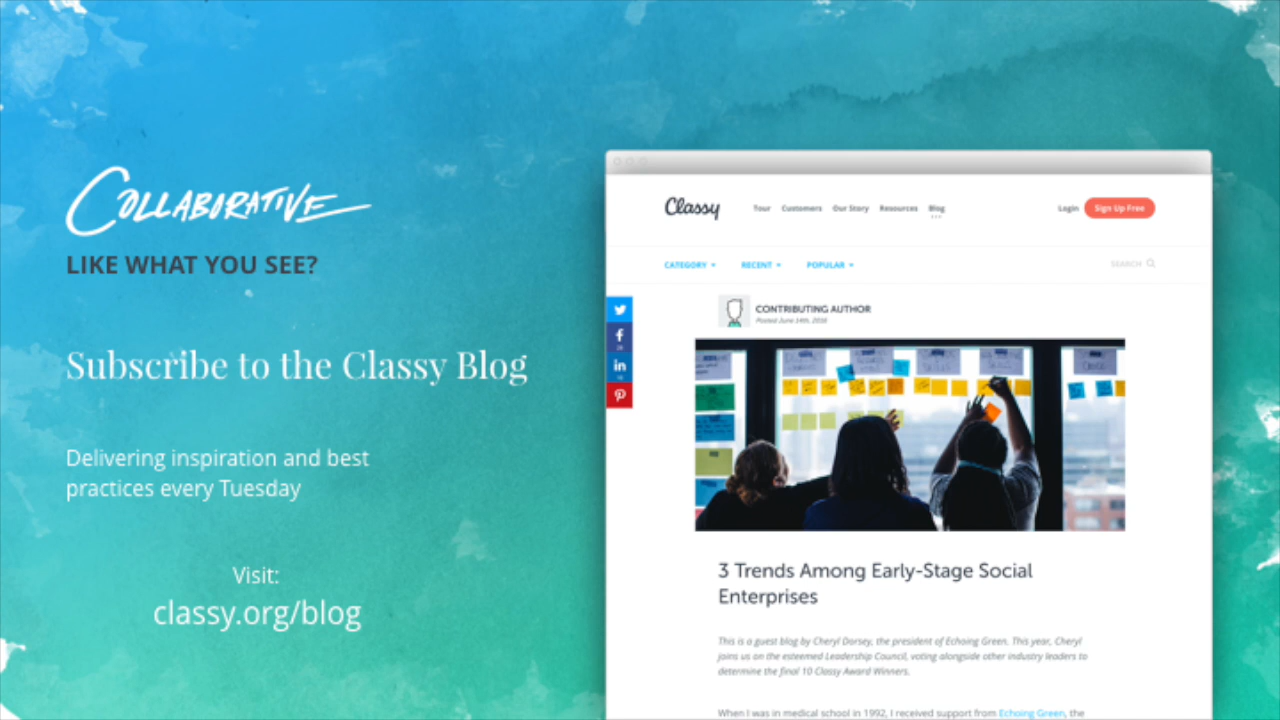 COLLABORATIVE
LIKE WHAT YOU SEE?
Subscribe to the Classy Blog
Delivering inspiration and best
practices every Tuesday
Visit:
classy.org/blog
Classy
Tour Customers Our Story Resources Blog
Login Sign Up Free
CATEGORY RECENT POPULAR
SEARCH
CONTRIBUTING AUTHOR
Posted June 14th, 2016
3 Trends Among Early-Stage Social
Enterprises
This is a guest blog by Cheryl Dorsey, the president of Echoing Green. This year, Cheryl
joins us on the esteemed Leadership Council, voting alongside other industry leaders to
determine the final 10 Classy Award Winners.
When I was in medical school in 1992, I received support from Echoing Green, the